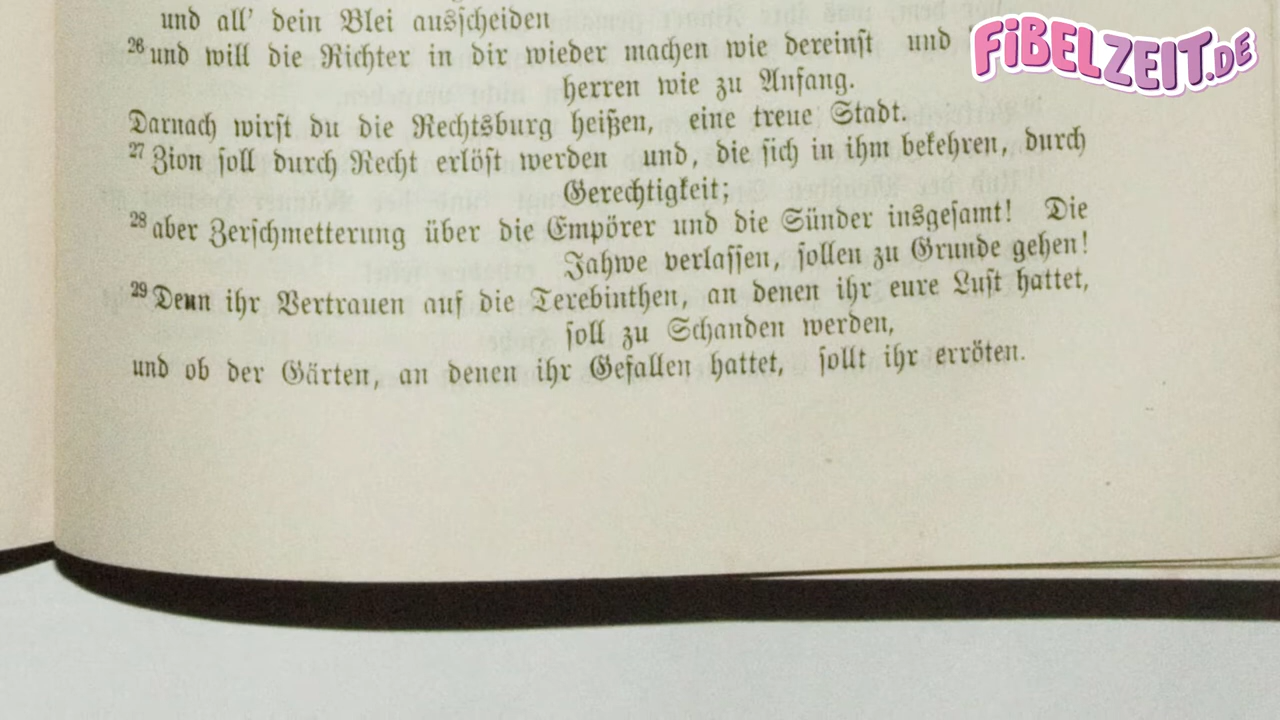 und all' dein Blei ausscheiden
FiBELZEIT.DE
26 und will die Richter in dir wieder machen wie dereinst und
herren wie zu Anfang.
Darnach wirst du die Rechtsburg heißen, eine treue Stadt.
27 Zion soll durch Recht erlöst werden und, die sich in ihm bekehren, durch
Gerechtigkeit;
28 aber Zerschmetterung über die Empörer und die Sünder insgesamt! Die
Jahwe verlassen, sollen zu Grunde gehen!
29 Denn ihr Vertrauen auf die Terebinthen, an denen ihr eure Lust hattet,
soll zu Schanden werden,
und ob der Gärten, an denen ihr Gefallen hattet, sollt ihr erröten.